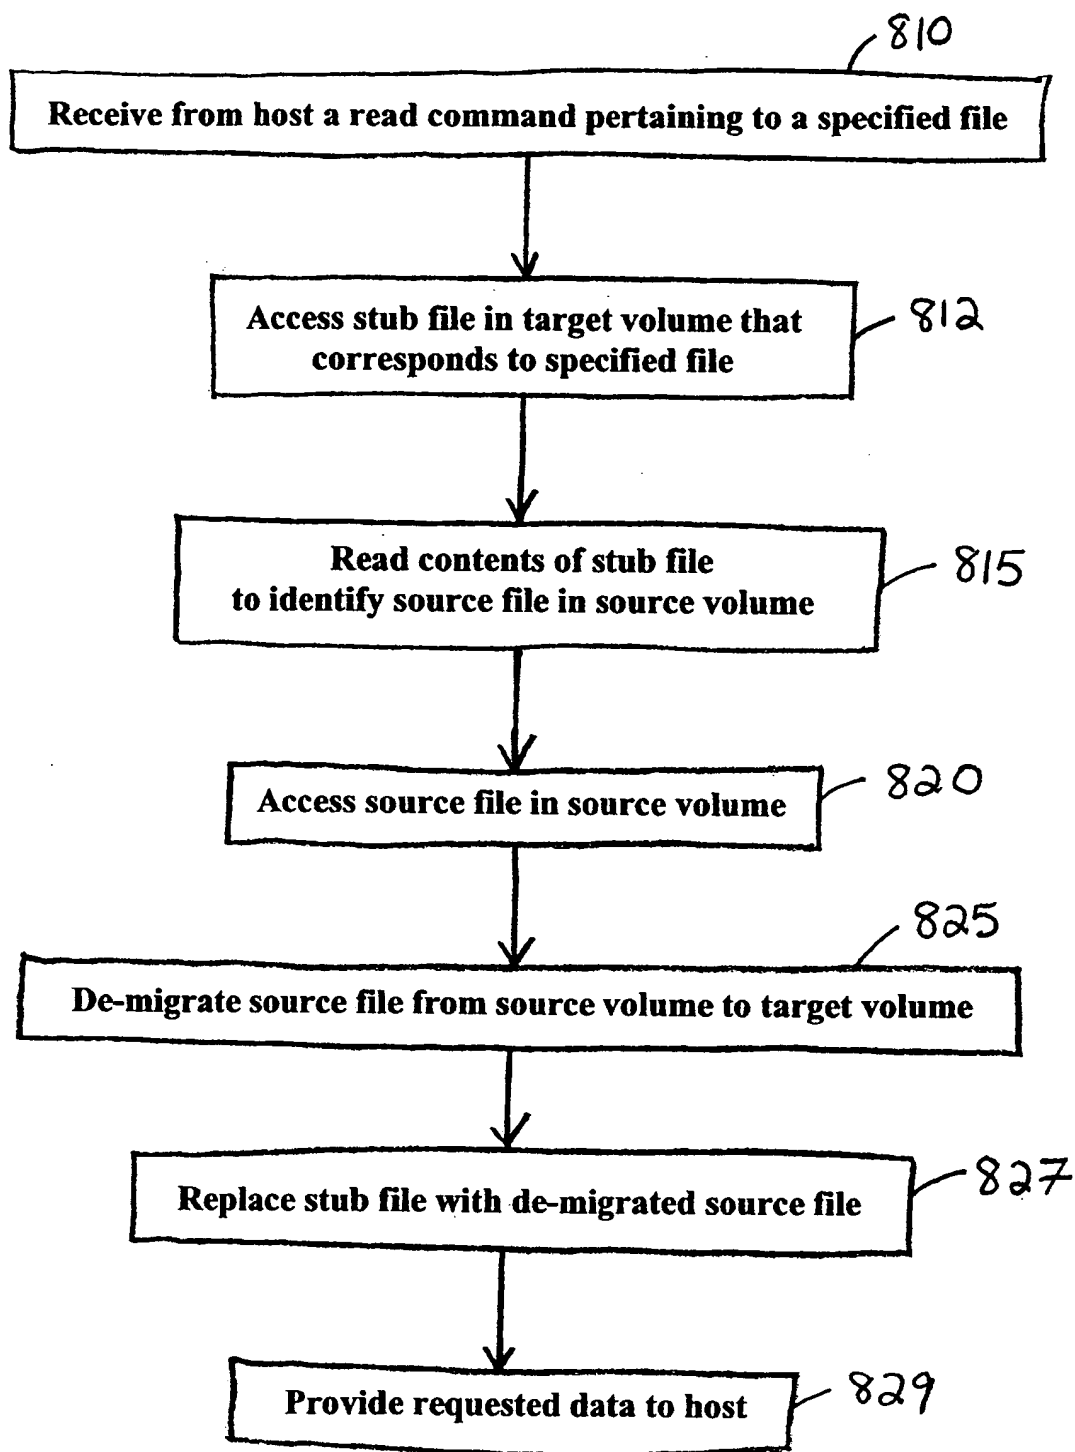 810
Receive from host a read command pertaining to a specified file
Access stub file in target volume that
corresponds to specified file
812
Read contents of stub file
to identify source file in source volume
815
Access source file in source volume
820
825
De-migrate source file from source volume to target volume
Replace stub file with de-migrated source file
827
Provide requested data to host
829